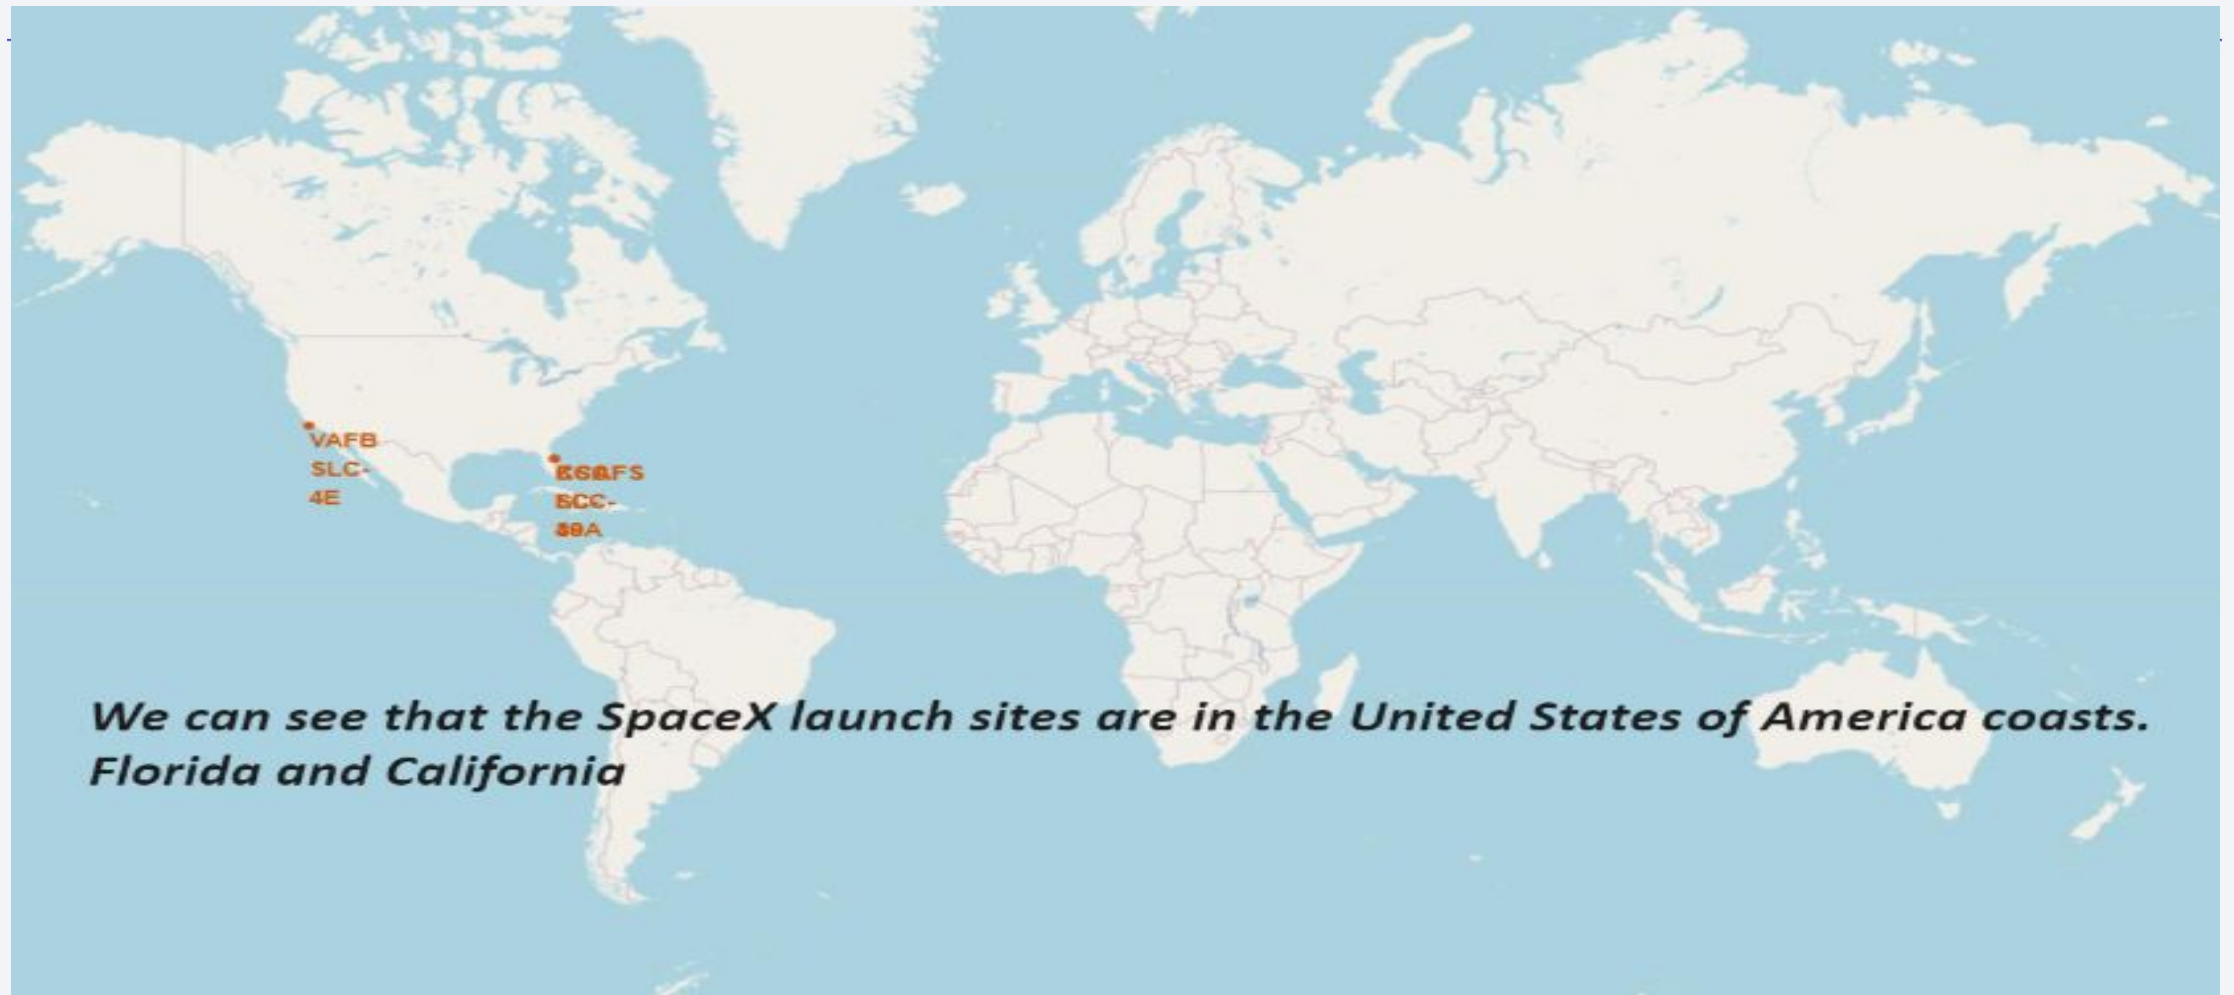 VAFB
SLC-
4E
We can see that the SpaceX launch sites are in the United States of America coasts.
Florida and California